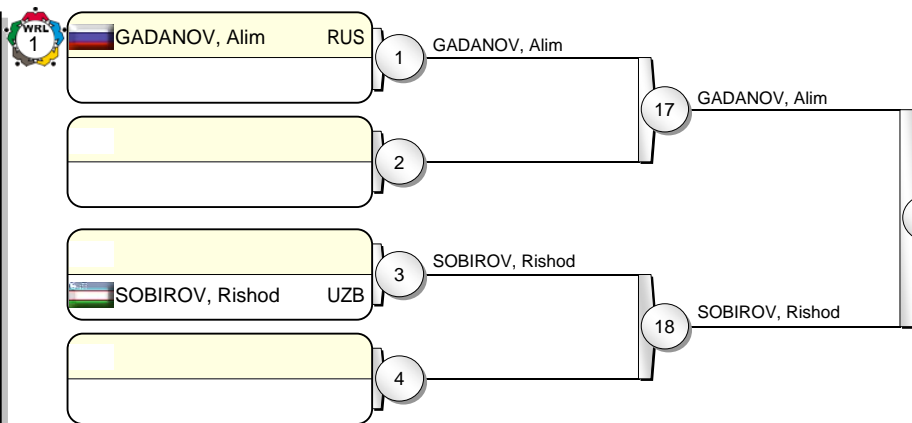 WRL
1
GADANOV, Alim RUS
1
GADANOV, Alim
17
GADANOV, Alim
2
3
SOBIROV, Rishod
SOBIROV, Rishod UZB
18
SOBIROV, Rishod
4